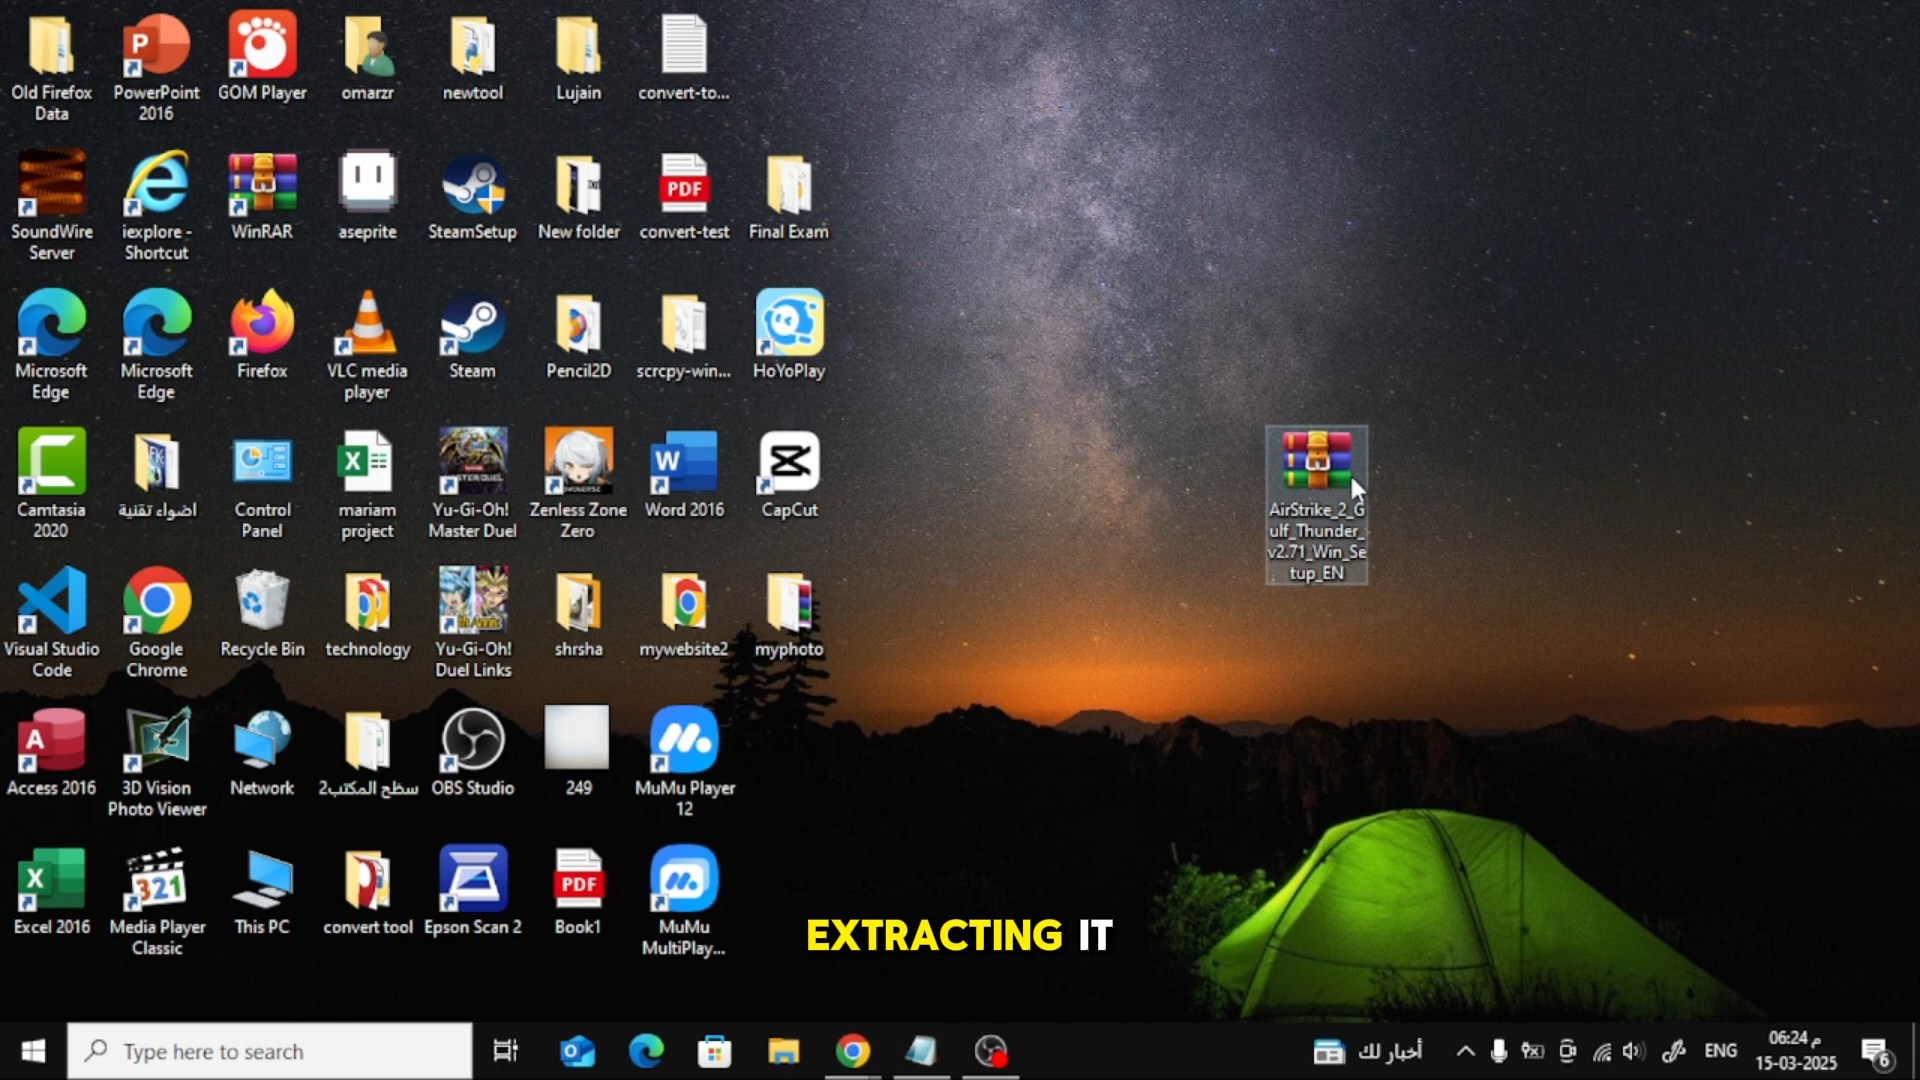 Old Firefox
Data
PowerPoint
2016
GOM Player
omarzr
newtool
Lujain
convert-to...
SoundWire
Server
iexplore -
Shortcut
WinRAR
aseprite
SteamSetup
New folder
PDF
convert-test
Final Exam
Microsoft
Edge
Microsoft
Edge
Firefox
VLC media
player
Steam
Pencil2D
scrcpy-win...
HoYoPlay
Camtasia
2020
اضواء تقنية
Control
Panel
mariam
project
Yu-Gi-Oh!
Master Duel
Zenless Zone
Zero
Word 2016
CapCut
AirStrike_2_G
ulf_Thunder_
v2.71_Win_Se
tup_EN
Visual Studio
Code
Google
Chrome
Recycle Bin
technology
Yu-Gi-Oh!
Duel Links
shrsha
mywebsite2
myphoto
Access 2016
3D Vision
Photo Viewer
Network
سطح المكتب2
OBS Studio
249
MuMu Player
12
Excel 2016
321
Media Player
Classic
This PC
convert tool
Epson Scan 2
PDF
Book1
MuMu
MultiPlay...
EXTRACTING IT
Type here to search
أخبار لك
ENG
06:24 م
15-03-2025
6